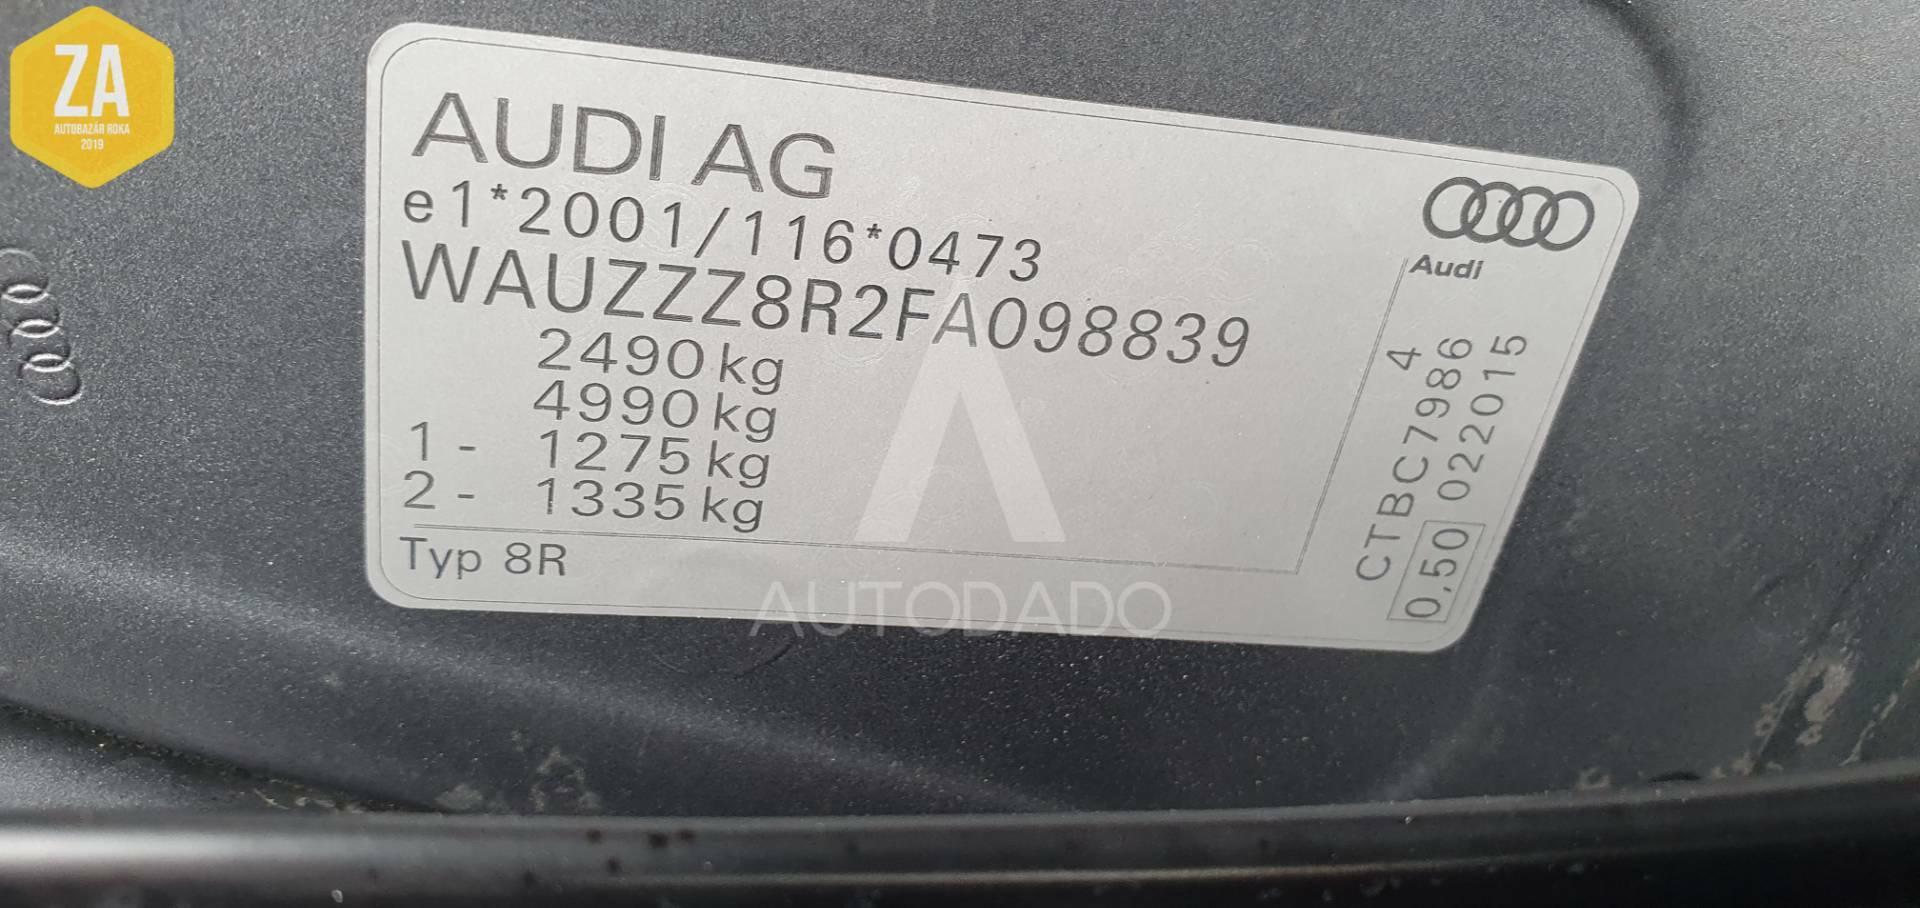 ZA
AUTOBAZÁR ROKA
2019
AUDI AG
e1*2001/116*0473
WAUZZZ8R2FA098839
2490 kg
4990 kg
1 - 1275 kg
2 - 1335 kg
Typ 8R
Audi
4
CTBC7986
0,50 022015
AUTODADO